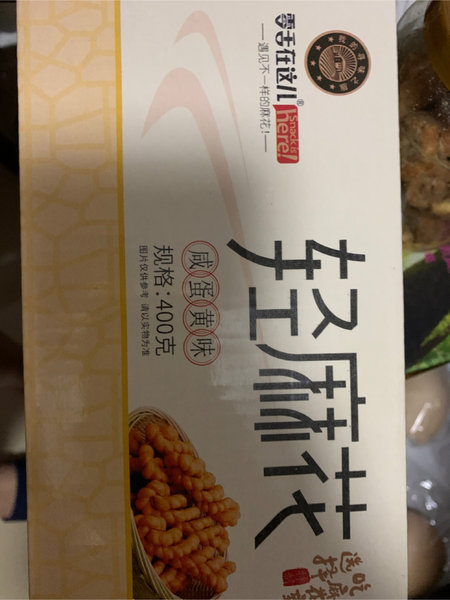 零舌在这儿®
Snack is
here!
遇见不一样的麻花!
轻麻花
咸蛋黄味
规格:400克
图片仅供参考 请以实物为准